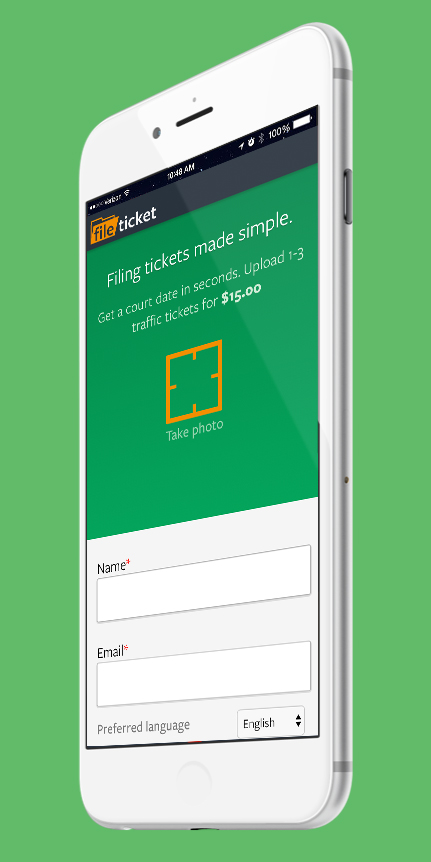 verizon 10:48 AM 100%
file ticket
Filing tickets made simple.
Get a court date in seconds. Upload 1-3
traffic tickets for $15.00
Take photo
Name*
Email*
Preferred language English